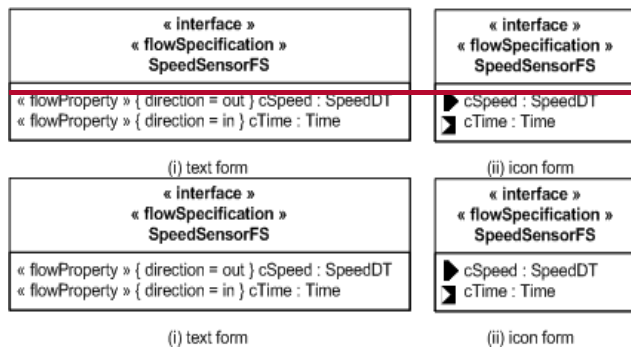 « interface »
« flowSpecification »
SpeedSensorFS
« flowProperty » { direction = out } cSpeed : SpeedDT
« flowProperty » { direction = in } cTime : Time
(i) text form
« interface »
« flowSpecification »
SpeedSensorFS
cSpeed : SpeedDT
cTime : Time
(ii) icon form
« interface »
« flowSpecification »
SpeedSensorFS
« flowProperty » { direction = out } cSpeed : SpeedDT
« flowProperty » { direction = in } cTime : Time
(i) text form
« interface »
« flowSpecification »
SpeedSensorFS
cSpeed : SpeedDT
cTime : Time
(ii) icon form